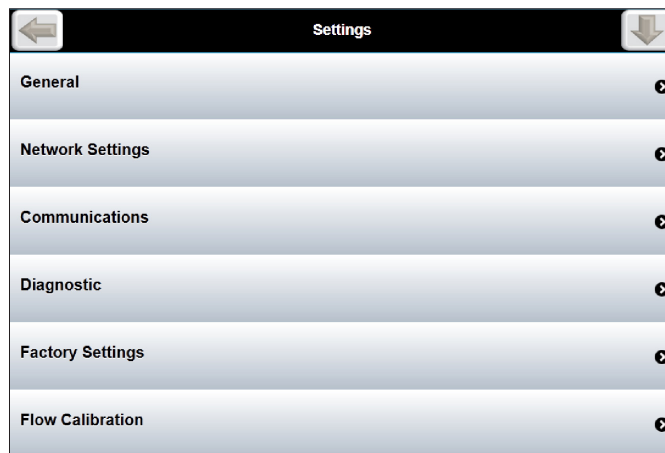 Settings
General
Network Settings
Communications
Diagnostic
Factory Settings
Flow Calibration